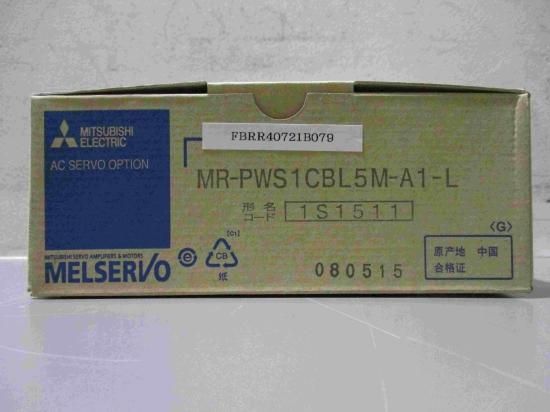 FBRR40721B079
MITSUBISHI
ELECTRIC
AC SERVO OPTION
MR-PWS1CBL5M-A1-L
形名
コード
1S1511
【C1】
〈G〉
MITSUBISHI SERVO AMPLIFIERS & MOTORS
MELSERVO
e
CB
纸
080515
原产地 中国
合格证